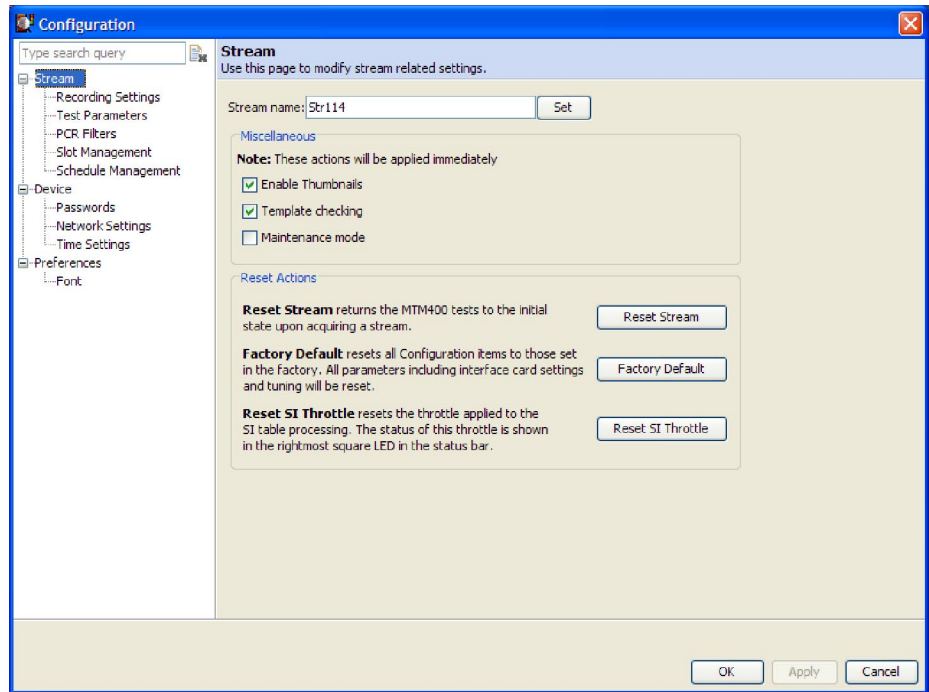 Configuration
Type search query
Stream
Recording Settings
Test Parameters
PCR Filters
Slot Management
Schedule Management
Device
Passwords
Network Settings
Time Settings
Preferences
Font
Stream
Use this page to modify stream related settings.
Stream name: Str114 Set
Miscellaneous
Note: These actions will be applied immediately
Enable Thumbnails
Template checking
Maintenance mode
Reset Actions
Reset Stream returns the MTM400 tests to the initial
state upon acquiring a stream.
Reset Stream
Factory Default resets all Configuration items to those set
in the factory. All parameters including interface card settings
and tuning will be reset.
Factory Default
Reset SI Throttle resets the throttle applied to the
SI table processing. The status of this throttle is shown
in the rightmost square LED in the status bar.
Reset SI Throttle
OK Apply Cancel